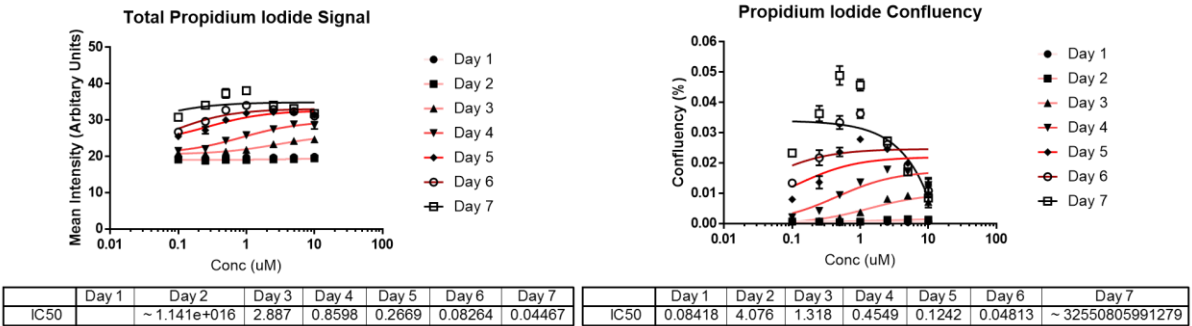 Total Propidium Iodide Signal
Mean Intensity (Arbitary Units)
50
40
30
20
10
0
0.01 0.1 1 10 100
Conc (uM)
Day 1
Day 2
Day 3
Day 4
Day 5
Day 6
Day 7
Day 1 Day 2 Day 3 Day 4 Day 5 Day 6 Day 7
IC50 ~ 1.141e+016 2.887 0.8598 0.2669 0.08264 0.04467
Propidium Iodide Confluency
Confluency (%)
0.06
0.05
0.04
0.03
0.02
0.01
0.00
0.01 0.1 1 10 100
Conc (uM)
Day 1
Day 2
Day 3
Day 4
Day 5
Day 6
Day 7
Day 1 Day 2 Day 3 Day 4 Day 5 Day 6 Day 7
IC50 0.08418 4.076 1.318 0.4549 0.1242 0.04813 ~ 32550805991279